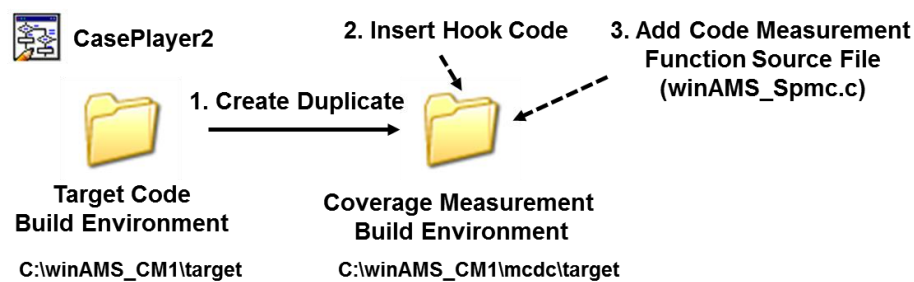 CasePlayer2
2. Insert Hook Code
3. Add Code Measurement
Function Source File
(winAMS_Spmc.c)
1. Create Duplicate
Target Code
Build Environment
Coverage Measurement
Build Environment
C:\winAMS_CM1\target
C:\winAMS_CM1\mcdc\target